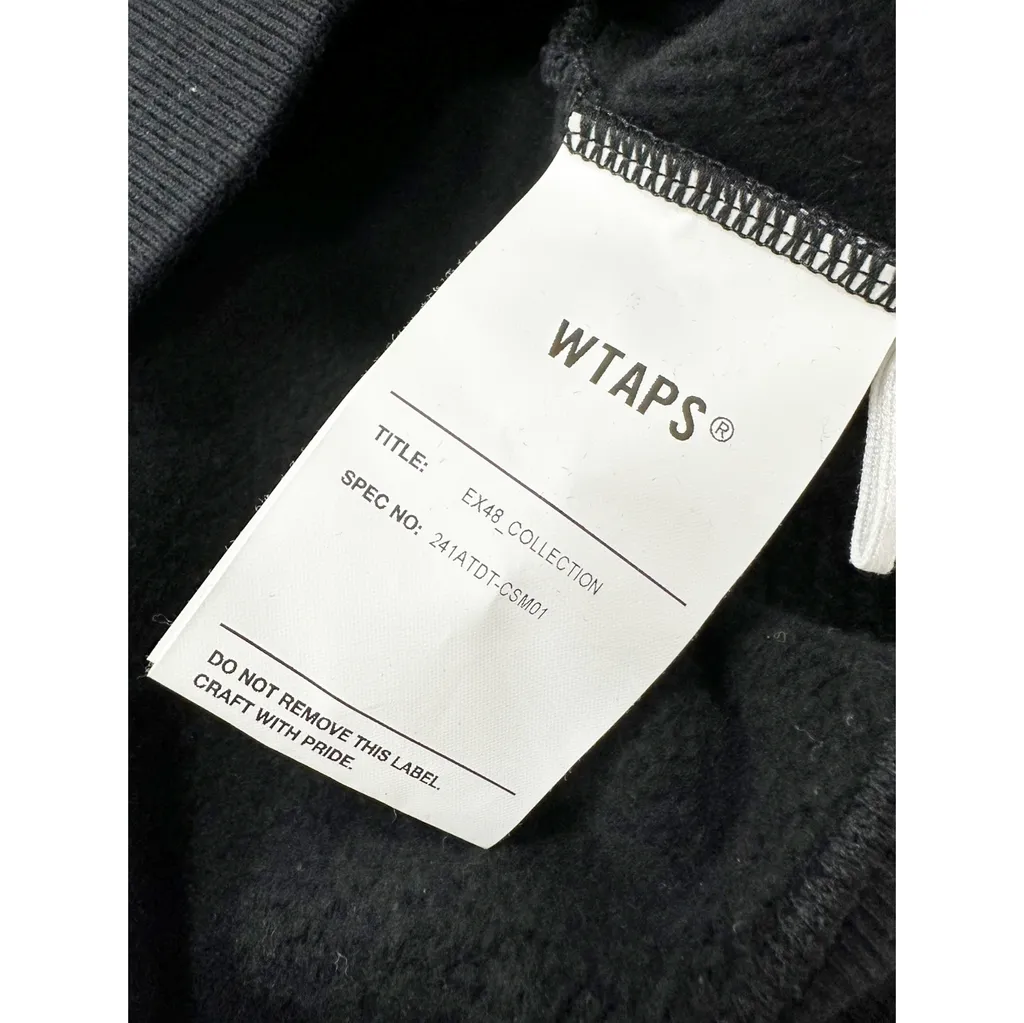 WTAPS®
TITLE: EX48_COLLECTION
SPEC NO: 241ATDT-CSM01
DO NOT REMOVE THIS LABEL.
CRAFT WITH PRIDE.